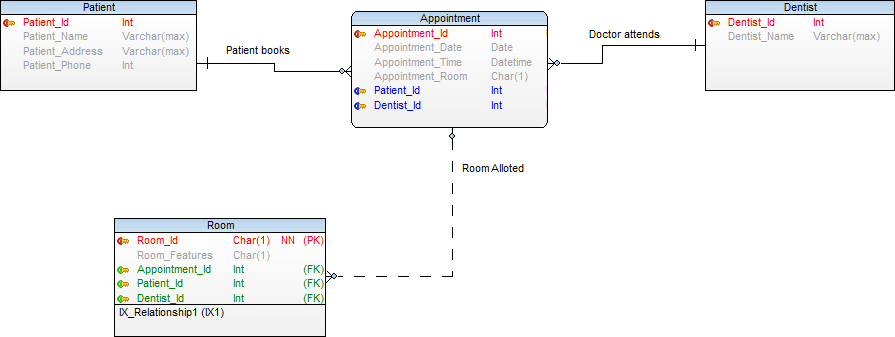 Patient
Patient_Id Int
Patient_Name Varchar(max)
Patient_Address Varchar(max)
Patient_Phone Int
Patient books
Appointment
Appointment_Id Int
Appointment_Date Date
Appointment_Time Datetime
Appointment_Room Char(1)
Patient_Id Int
Dentist_Id Int
Doctor attends
Dentist
Dentist_Id Int
Dentist_Name Varchar(max)
Room Alloted
Room
Room_Id Char(1) NN (PK)
Room_Features Char(1)
Appointment_Id Int (FK)
Patient_Id Int (FK)
Dentist_Id Int (FK)
IX_Relationship1 (IX1)